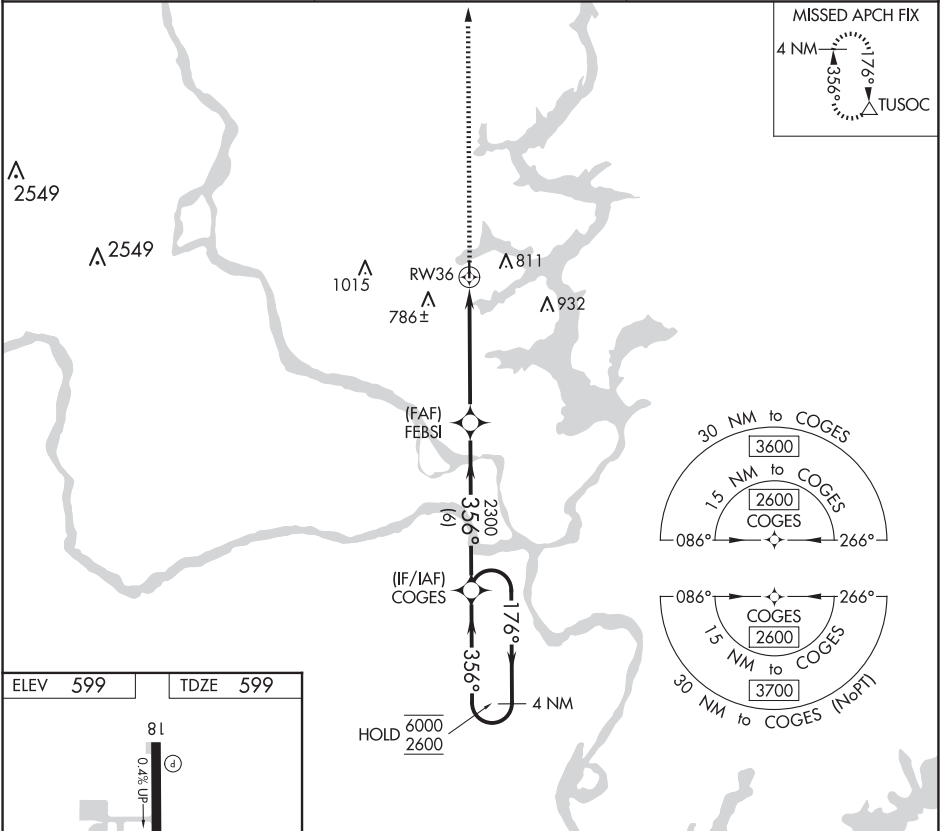 MISSED APCH FIX
4 NM
356°
176°
TUSOC
2549
2549
1015
RW36
811
786±
932
(FAF)
FEBSI
2300
356°
(6)
(IF/IAF)
COGES
176°
356°
4 NM
HOLD 6000
2600
30 NM to COGES
3600
15 NM to COGES
2600
COGES
086°
266°
086°
266°
COGES
2600
15 NM to COGES
3700
30 NM to COGES (NoPT)
ELEV 599
TDZE 599
18
P
0.4% UP